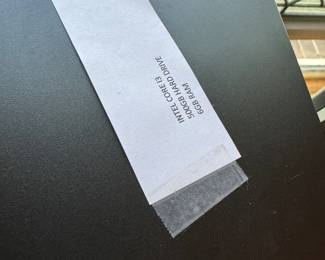 INTEL CORE I3
500GB HARD DRIVE
6GB RAM